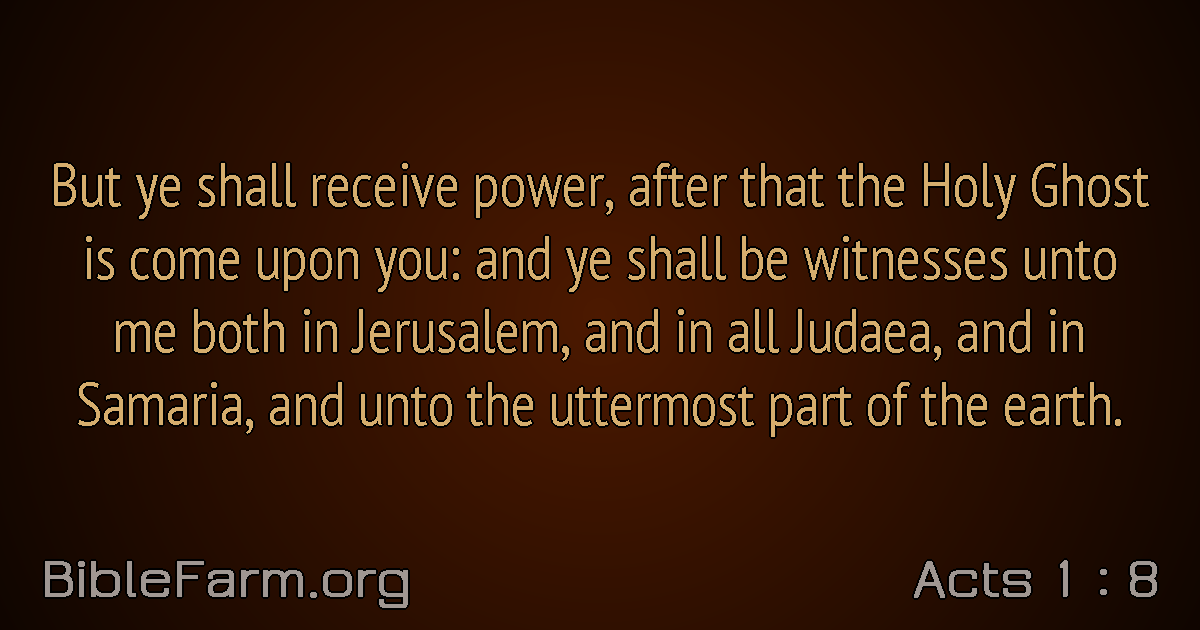 But ye shall receive power, after that the Holy Ghost
is come upon you: and ye shall be witnesses unto
me both in Jerusalem, and in all Judaea, and in
Samaria, and unto the uttermost part of the earth.
BibleFarm.org
Acts 1 : 8